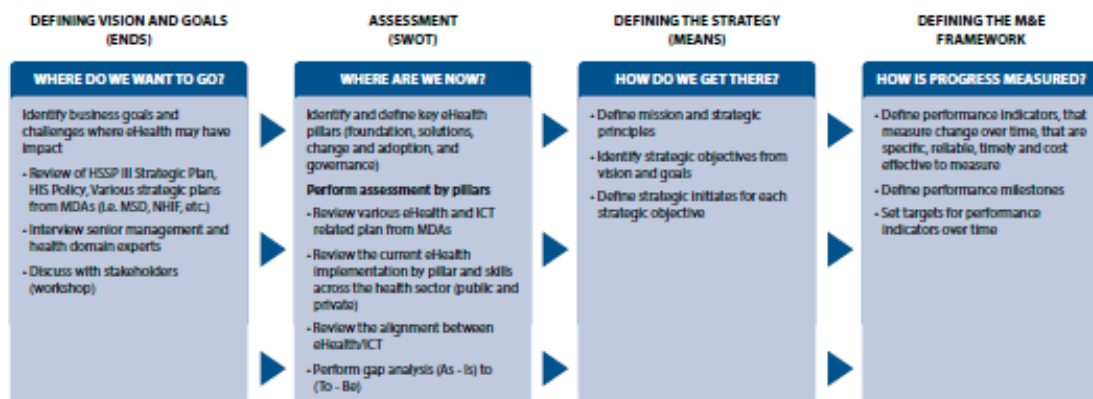 DEFINING VISION AND GOALS
(ENDS)
WHERE DO WE WANT TO GO?
Identify business goals and
challenges where eHealth may have
impact
- Review of HSSP III Strategic Plan,
HIS Policy, Various strategic plans
from MDAs (i.e. MSD, NHIF, etc.)
- Interview senior management and
health domain experts
- Discuss with stakeholders
(workshop)
ASSESSMENT
(SWOT)
WHERE ARE WE NOW?
Identify and define key eHealth
pillars (foundation, solutions,
change and adoption, and
governance)
Perform assessment by pillars
- Review various eHealth and ICT
related plan from MDAs
- Review the current eHealth
implementation by pillar and skills
across the health sector (public and
private)
- Review the alignment between
eHealth/ICT
- Perform gap analysis (As - Is) to
(To - Be)
DEFINING THE STRATEGY
(MEANS)
HOW DO WE GET THERE?
- Define mission and strategic
principles
- Identify strategic objectives from
vision and goals
- Define strategic initiates for each
strategic objective
DEFINING THE M&E
FRAMEWORK
HOW IS PROGRESS MEASURED?
- Define performance indicators, that
measure change over time, that are
specific, reliable, timely and cost
effective to measure
- Define performance milestones
- Set targets for performance
indicators over time